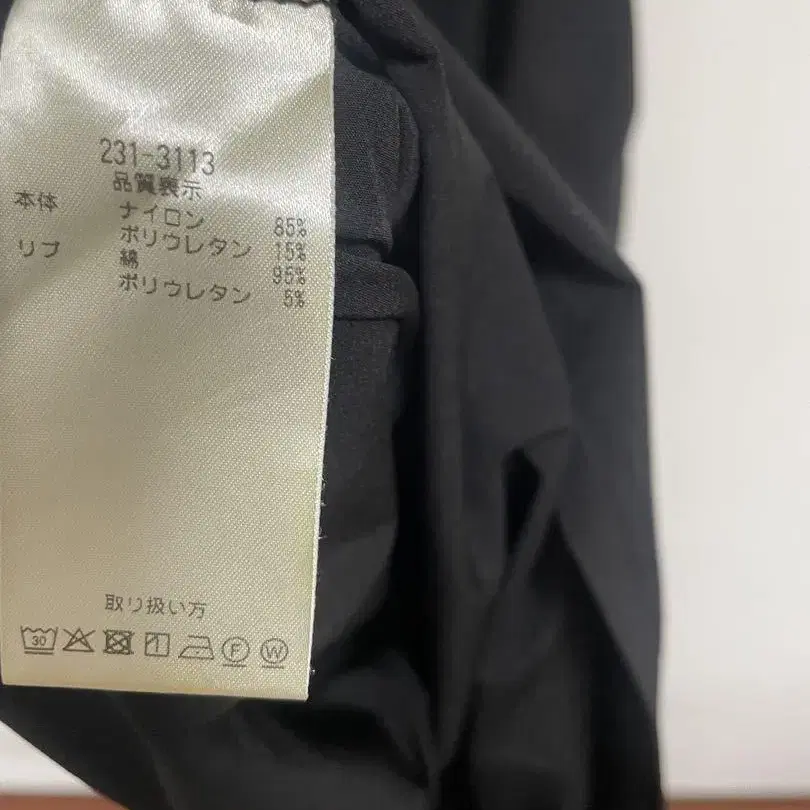 231-3113
品質表示
本体 ナイロン 85%
ポリウレタン 15%
リブ 綿 95%
ポリウレタン 5%
取り扱い方
30 F W